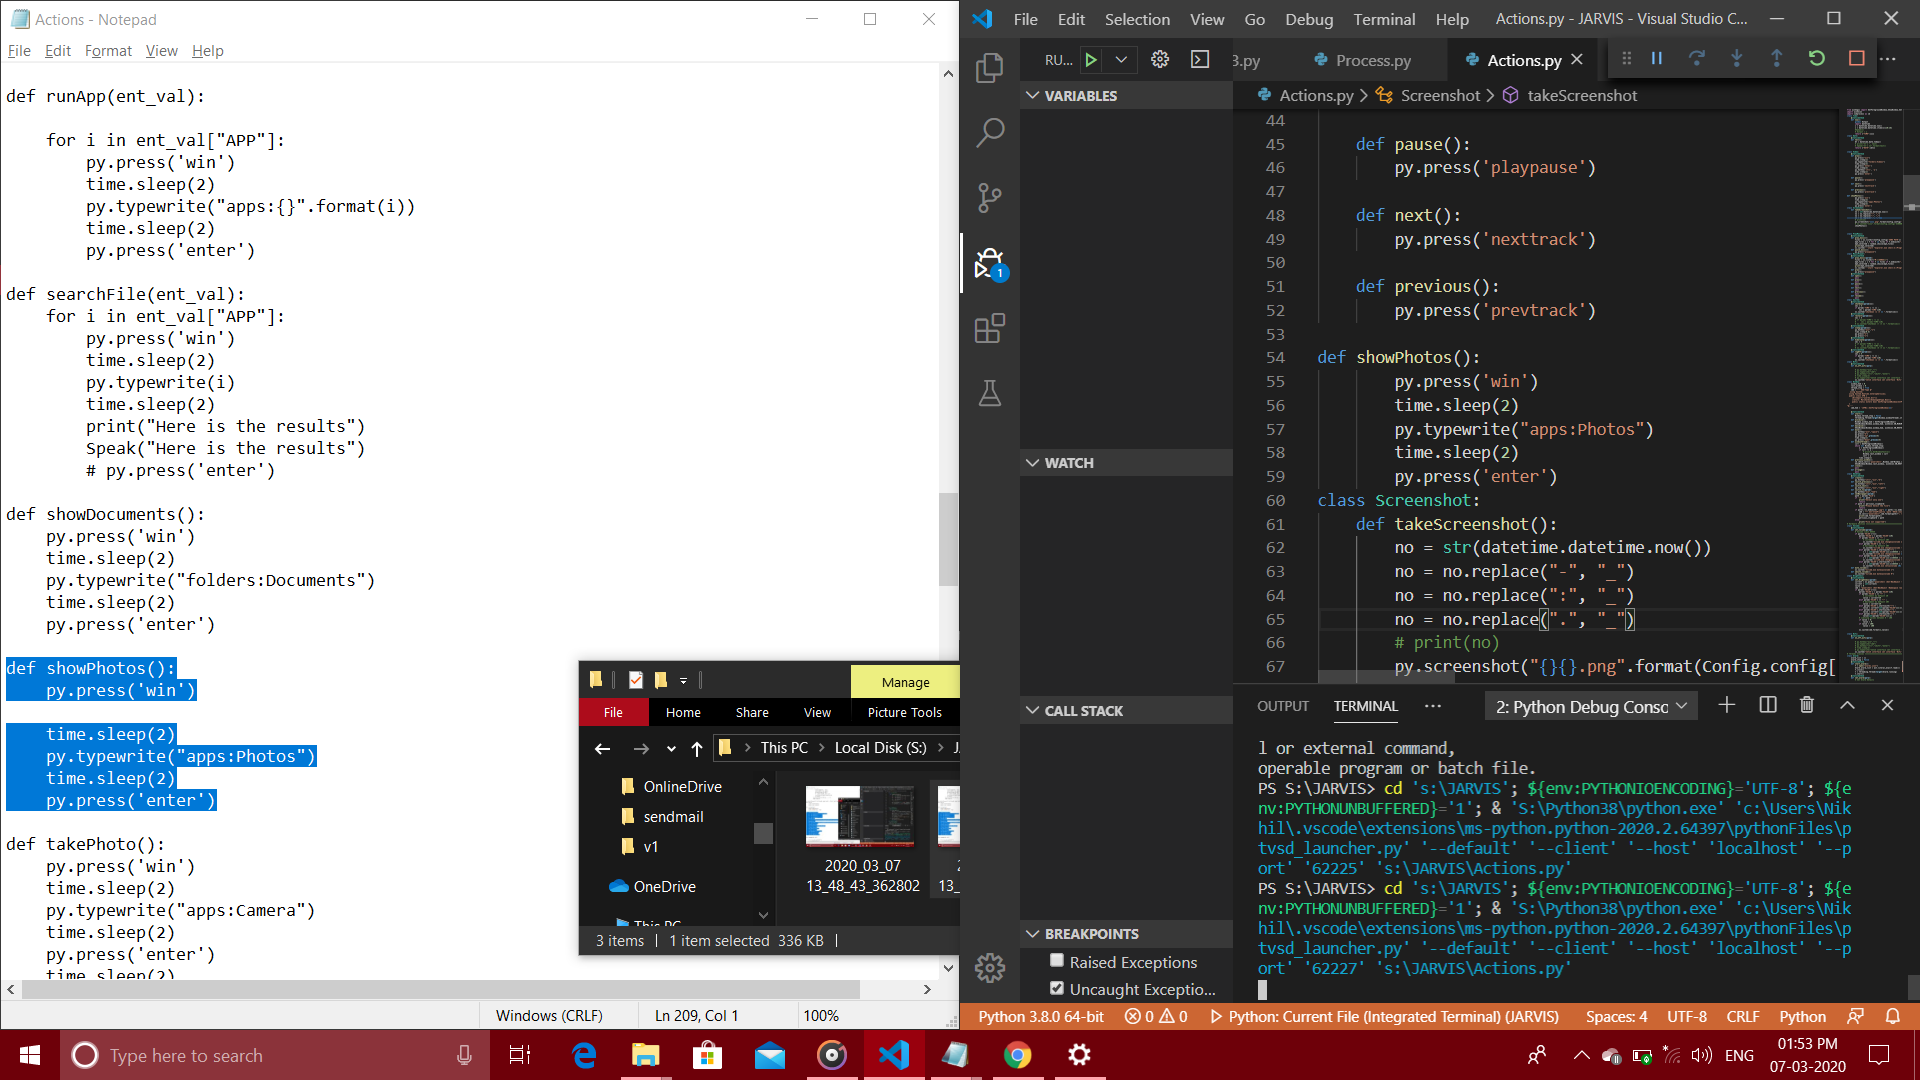 Actions - Notepad
File Edit Format View Help
def runApp(ent_val):
for i in ent_val["APP"]:
py.press('win')
time.sleep(2)
py.typewrite("apps:{}".format(i))
time.sleep(2)
py.press('enter')
def searchFile(ent_val):
for i in ent_val["APP"]:
py.press('win')
time.sleep(2)
py.typewrite(i)
time.sleep(2)
print("Here is the results")
Speak("Here is the results")
# py.press('enter')
def showDocuments():
py.press('win')
time.sleep(2)
py.typewrite("folders:Documents")
time.sleep(2)
py.press('enter')
def showPhotos():
py.press('win')
time.sleep(2)
py.typewrite("apps:Photos")
time.sleep(2)
py.press('enter')
def takePhoto():
py.press('win')
time.sleep(2)
py.typewrite("apps:Camera")
time.sleep(2)
py.press('enter')
time.sleep(2)
Windows (CRLF) Ln 209, Col 1 100%
Manage
File Home Share View Picture Tools
This PC Local Disk (S:) J
OnlineDrive
sendmail
v1
OneDrive
This PC
2020_03_07
13_48_43_362802
2
13_
3 items 1 item selected 336 KB
File Edit Selection View Go Debug Terminal Help Actions.py - JARVIS - Visual Studio C...
RU... 3.py Process.py Actions.py
Actions.py > Screenshot > takeScreenshot
VARIABLES
WATCH
CALL STACK
BREAKPOINTS
Raised Exceptions
Uncaught Exceptio...
1
44
45 def pause():
46 py.press('playpause')
47
48 def next():
49 py.press('nexttrack')
50
51 def previous():
52 py.press('prevtrack')
53
54 def showPhotos():
55 py.press('win')
56 time.sleep(2)
57 py.typewrite("apps:Photos")
58 time.sleep(2)
59 py.press('enter')
60 class Screenshot:
61 def takeScreenshot():
62 no = str(datetime.datetime.now())
63 no = no.replace("-", "_")
64 no = no.replace(":", "_")
65 no = no.replace(".", "_")
66 # print(no)
67 py.screenshot("{}{}.png".format(Config.config[
OUTPUT TERMINAL ... 2: Python Debug Conso
l or external command,
operable program or batch file.
PS S:\JARVIS> cd 's:\JARVIS'; ${env:PYTHONIOENCODING}='UTF-8'; ${e
nv:PYTHONUNBUFFERED}='1'; & 'S:\Python38\python.exe' 'c:\Users\Nik
hil\.vscode\extensions\ms-python.python-2020.2.64397\pythonFiles\p
tvsd_launcher.py' '--default' '--client' '--host' 'localhost' '--p
ort' '62225' 's:\JARVIS\Actions.py'
PS S:\JARVIS> cd 's:\JARVIS'; ${env:PYTHONIOENCODING}='UTF-8'; ${e
nv:PYTHONUNBUFFERED}='1'; & 'S:\Python38\python.exe' 'c:\Users\Nik
hil\.vscode\extensions\ms-python.python-2020.2.64397\pythonFiles\p
tvsd_launcher.py' '--default' '--client' '--host' 'localhost' '--p
ort' '62227' 's:\JARVIS\Actions.py'
Python 3.8.0 64-bit 0 0 Python: Current File (Integrated Terminal) (JARVIS) Spaces: 4 UTF-8 CRLF Python
Type here to search
ENG
01:53 PM
07-03-2020